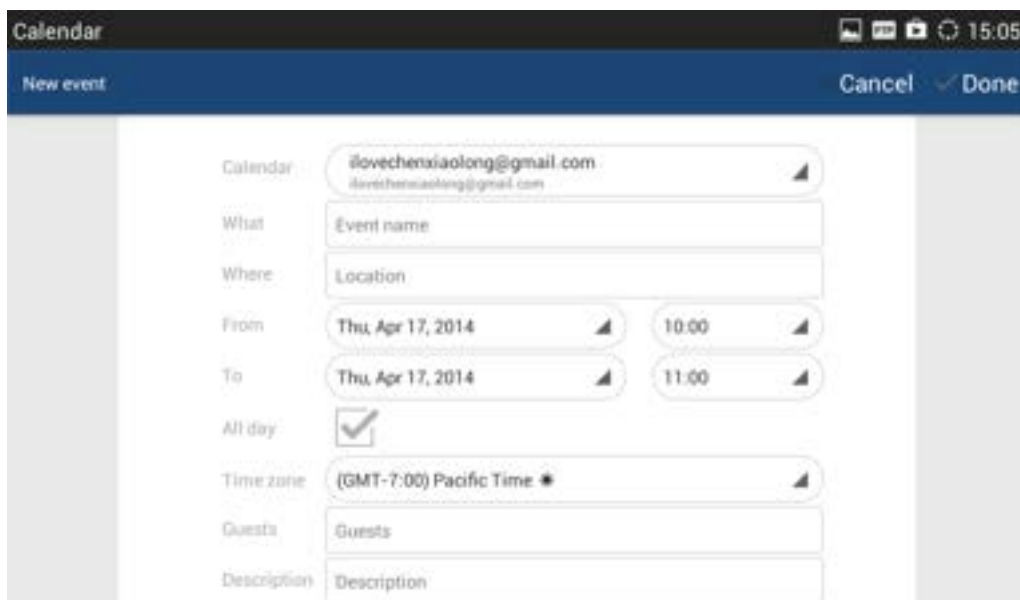 Calendar 15:05
New event Cancel Done
Calendar ilovechenxiaolong@gmail.com
ilovechenxiaolong@gmail.com
What Event name
Where Location
From Thu, Apr 17, 2014 10:00
To Thu, Apr 17, 2014 11:00
All day
Time zone (GMT-7:00) Pacific Time
Guests Guests
Description Description